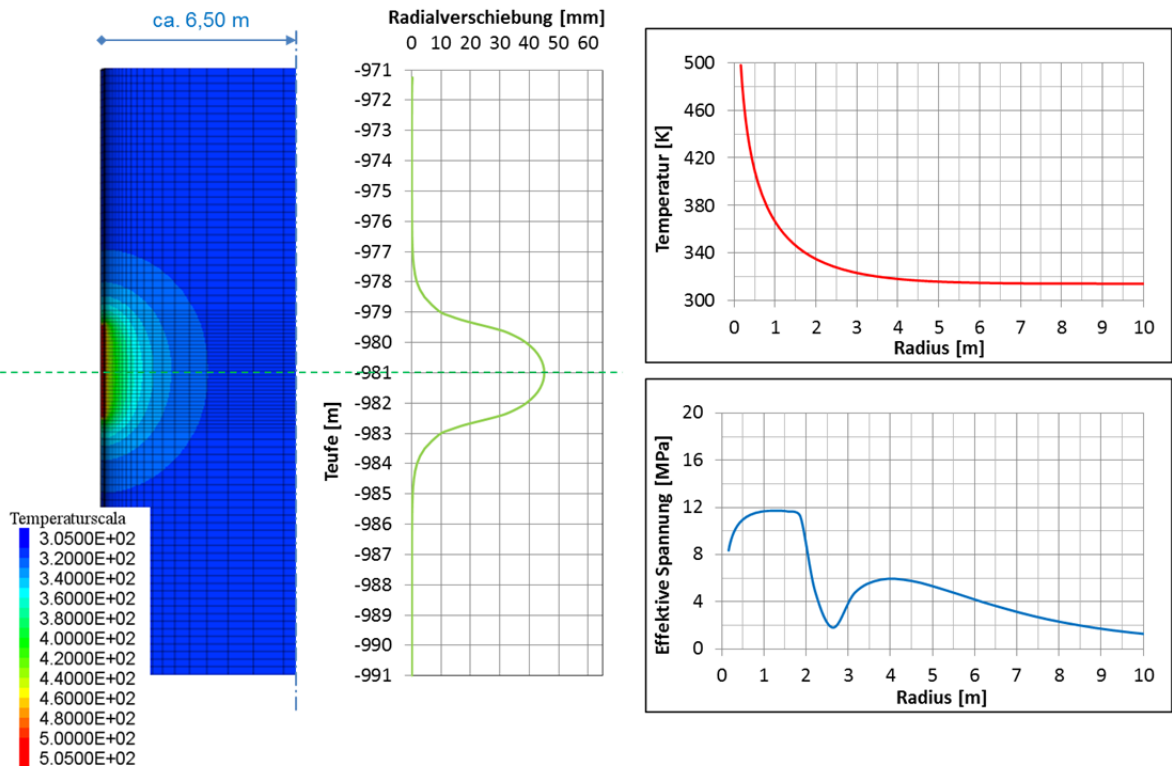 ca. 6,50 m
Temperaturscala
3.0500E+02
3.2000E+02
3.4000E+02
3.6000E+02
3.8000E+02
4.0000E+02
4.2000E+02
4.4000E+02
4.6000E+02
4.8000E+02
5.0000E+02
5.0500E+02
Radialverschiebung [mm]
0 10 20 30 40 50 60
Teufe [m]
-971
-972
-973
-974
-975
-976
-977
-978
-979
-980
-981
-982
-983
-984
-985
-986
-987
-988
-989
-990
-991
Temperatur [K]
500
460
420
380
340
300
0 1 2 3 4 5 6 7 8 9 10
Radius [m]
Effektive Spannung [MPa]
20
16
12
8
4
0
0 1 2 3 4 5 6 7 8 9 10
Radius [m]